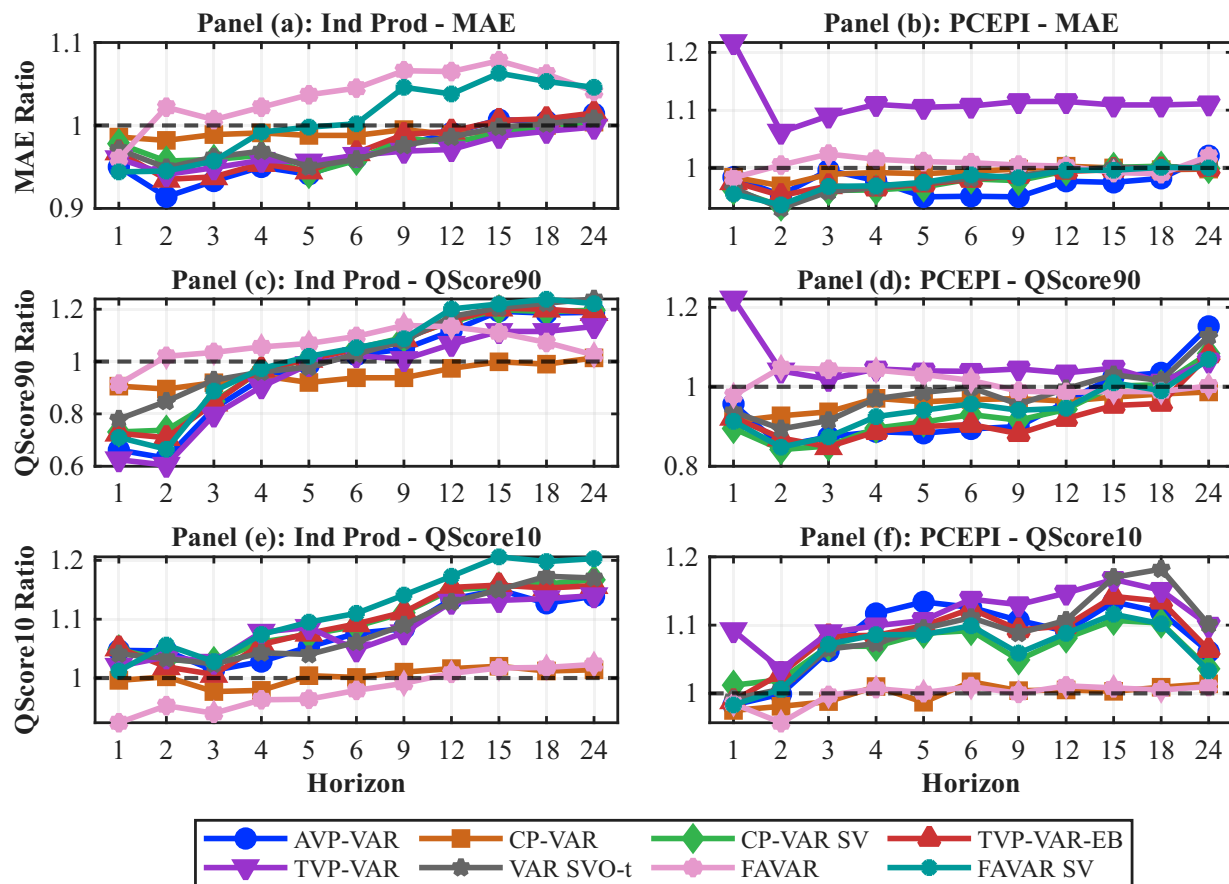 Panel (a): Ind Prod - MAE
MAE Ratio
1.1
1
0.9
1 2 3 4 5 6 9 12 15 18 24
Panel (b): PCEPI - MAE
1.2
1.1
1
1 2 3 4 5 6 9 12 15 18 24
Panel (c): Ind Prod - QScore90
QScore90 Ratio
1.2
1
0.8
0.6
1 2 3 4 5 6 9 12 15 18 24
Panel (d): PCEPI - QScore90
1.2
1
0.8
1 2 3 4 5 6 9 12 15 18 24
Panel (e): Ind Prod - QScore10
QScore10 Ratio
1.2
1.1
1
1 2 3 4 5 6 9 12 15 18 24
Horizon
Panel (f): PCEPI - QScore10
1.2
1.1
1
1 2 3 4 5 6 9 12 15 18 24
Horizon
AVP-VAR CP-VAR CP-VAR SV TVP-VAR-EB
TVP-VAR VAR SVO-t FAVAR FAVAR SV